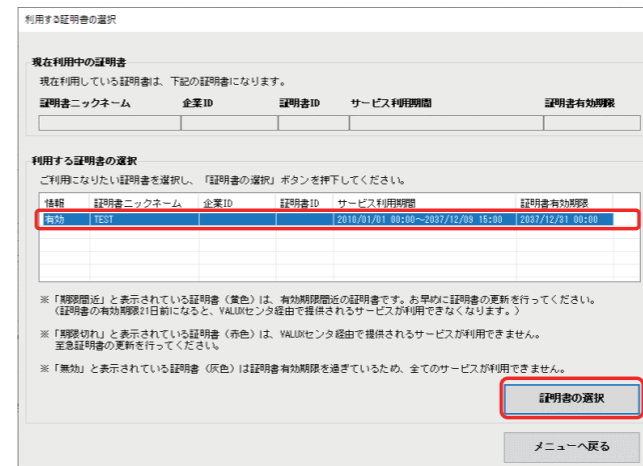 利用する証明書の選択
現在利用中の証明書
現在利用している証明書は、下記の証明書になります。
証明書ニックネーム 企業ID 証明書ID サービス利用期間 証明書有効期限
利用する証明書の選択
ご利用になりたい証明書を選択し、「証明書の選択」ボタンを押下してください。
情報 証明書ニックネーム 企業ID 証明書ID サービス利用期間 証明書有効期限
有効 TEST 2018/01/01 00:00～2037/12/09 15:00 2037/12/31 00:00
※「期限間近」と表示されている証明書（黄色）は、有効期限間近の証明書です。お早めに証明書の更新を行ってください。
（証明書の有効期限21日前になると、VALUXセンタ経由で提供されるサービスが利用できなくなります。）
※「期限切れ」と表示されている証明書（赤色）は、VALUXセンタ経由で提供されるサービスが利用できません。
至急証明書の更新を行ってください。
※「無効」と表示されている証明書（灰色）は証明書有効期限を過ぎているため、全てのサービスが利用できません。
証明書の選択
メニューへ戻る